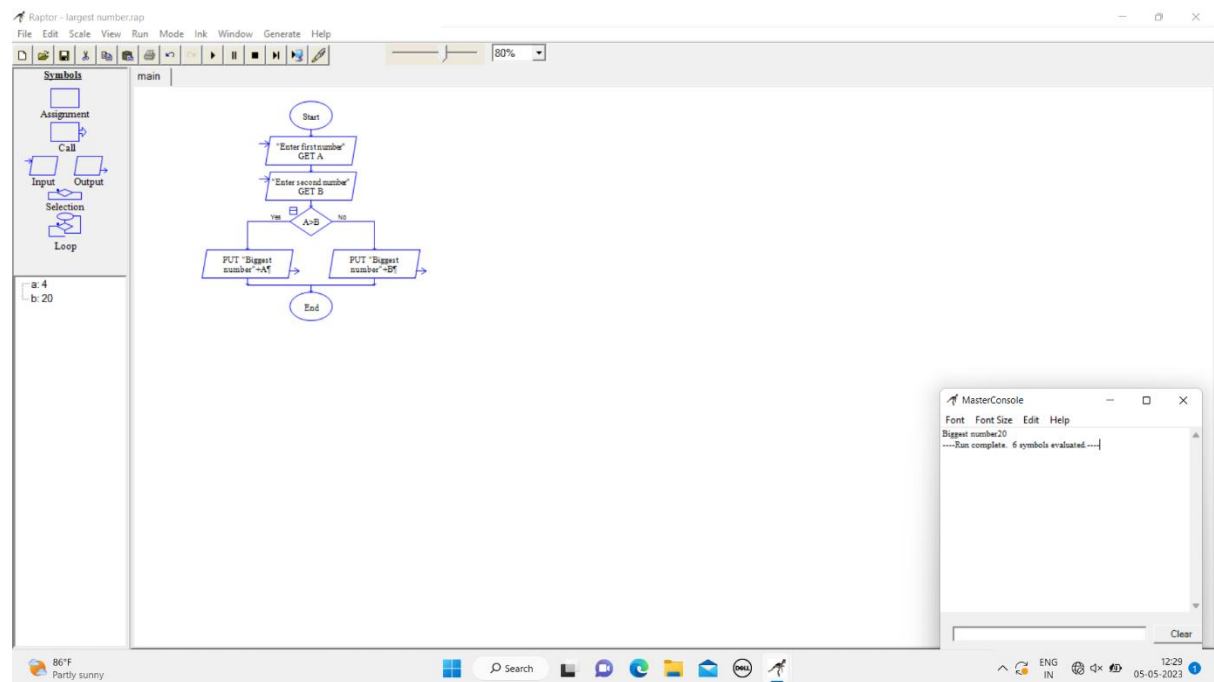 Raptor - largest number.rap
File Edit Scale View Run Mode Ink Window Generate Help
80%
Symbols
Assignment
Call
Input Output
Selection
Loop
a: 4
b: 20
main
Start
"Enter first number"
GET A
"Enter second number"
GET B
Yes A>B No
PUT "Biggest
number"+A¶
PUT "Biggest
number"+B¶
End
MasterConsole
Font Font Size Edit Help
Biggest number20
----Run complete. 6 symbols evaluated.----
Clear
86°F
Partly sunny
Search
DELL
ENG
IN
12:29
05-05-2023
1